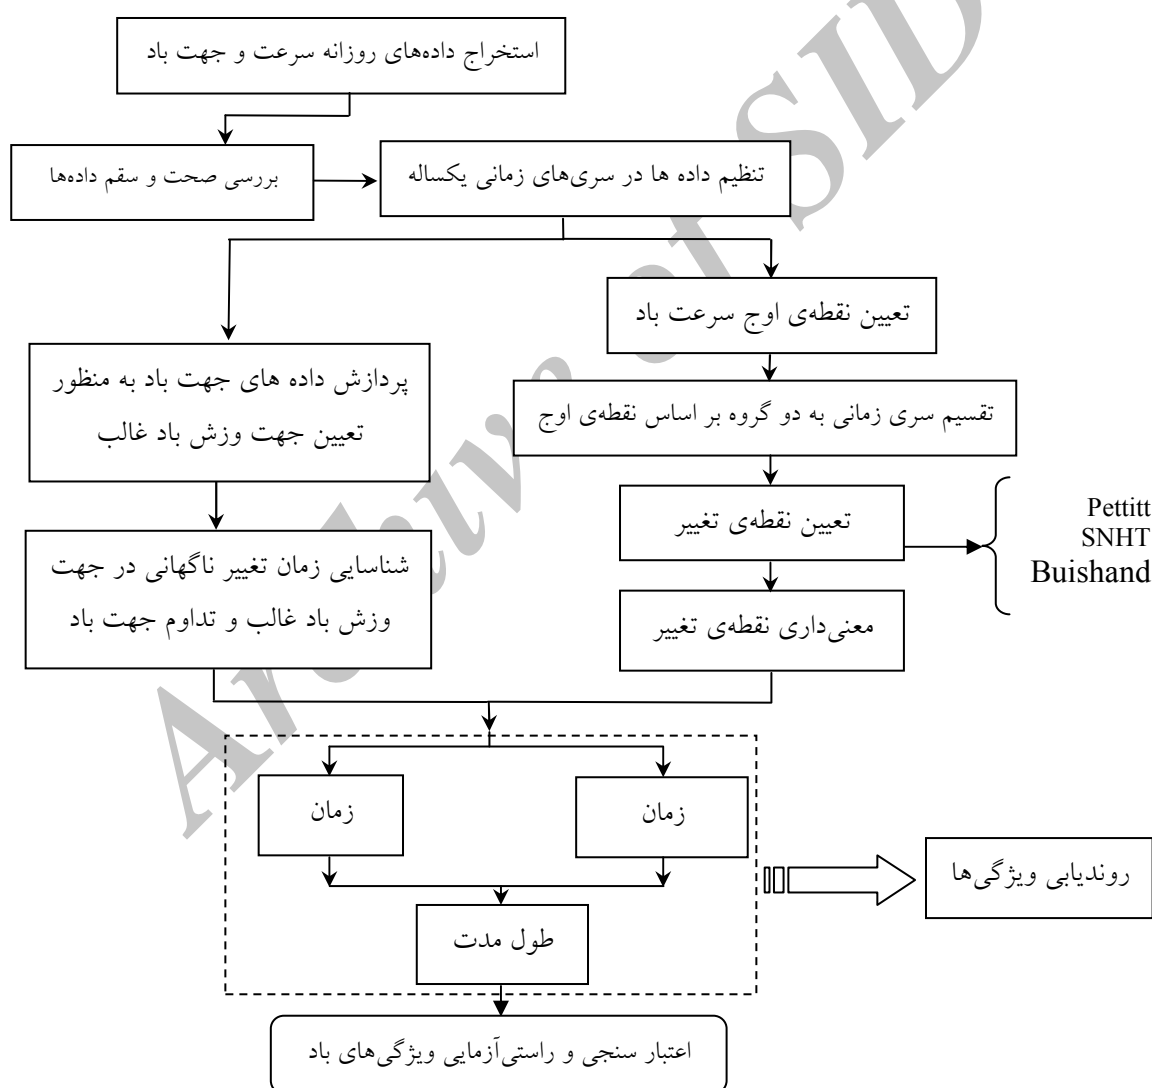 استخراج داده‌های روزانه سرعت و جهت باد
بررسی صحت و سقم داده‌ها
تنظیم داده ها در سری‌های زمانی یکساله
تعیین نقطه‌ی اوج سرعت باد
پردازش داده های جهت باد به منظور
تعیین جهت وزش باد غالب
تقسیم سری زمانی به دو گروه بر اساس نقطه‌ی اوج
تعیین نقطه‌ی تغییر
Pettitt
SNHT
Buishand
شناسایی زمان تغییر ناگهانی در جهت
وزش باد غالب و تداوم جهت باد
معنی‌داری نقطه‌ی تغییر
زمان
زمان
طول مدت
روندیابی ویژگی‌ها
اعتبار سنجی و راستی‌آزمایی ویژگی‌های باد
Archive of SID